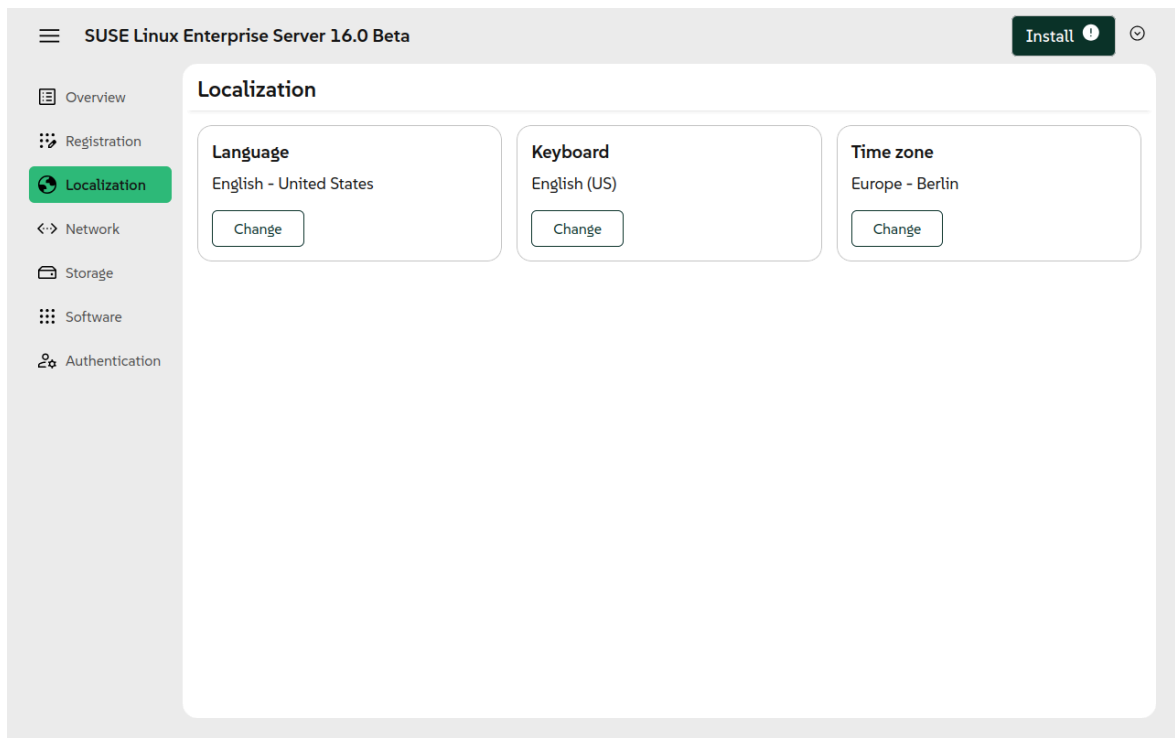 SUSE Linux Enterprise Server 16.0 Beta
Install
Overview
Registration
Localization
Network
Storage
Software
Authentication
Localization
Language
English - United States
Change
Keyboard
English (US)
Change
Time zone
Europe - Berlin
Change